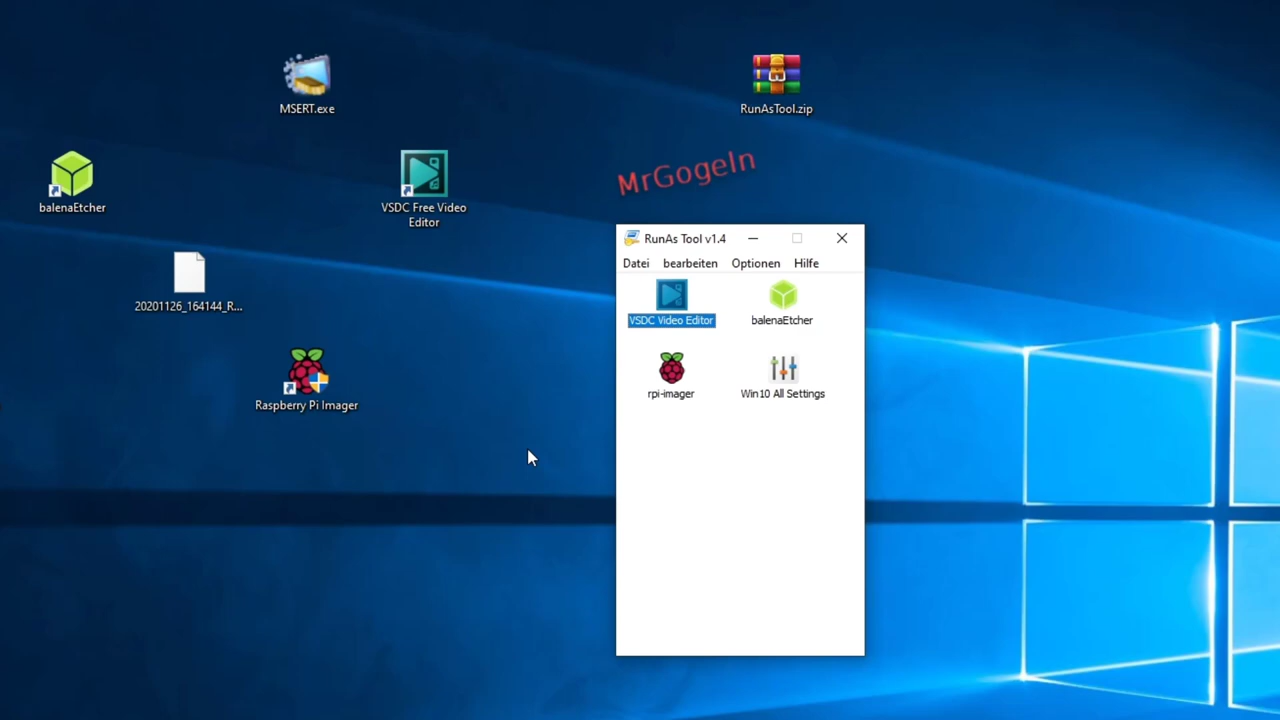 MSERT.exe
RunAsTool.zip
MrGogeIn
balenaEtcher
VSDC Free Video
Editor
20201126_164144_R...
Raspberry Pi Imager
RunAs Tool v1.4
Datei bearbeiten Optionen Hilfe
VSDC Video Editor
balenaEtcher
rpi-imager
Win10 All Settings